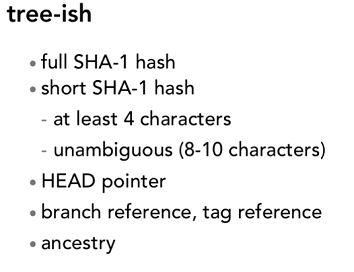 tree-ish
• full SHA-1 hash
• short SHA-1 hash
- at least 4 characters
- unambiguous (8-10 characters)
• HEAD pointer
• branch reference, tag reference
• ancestry